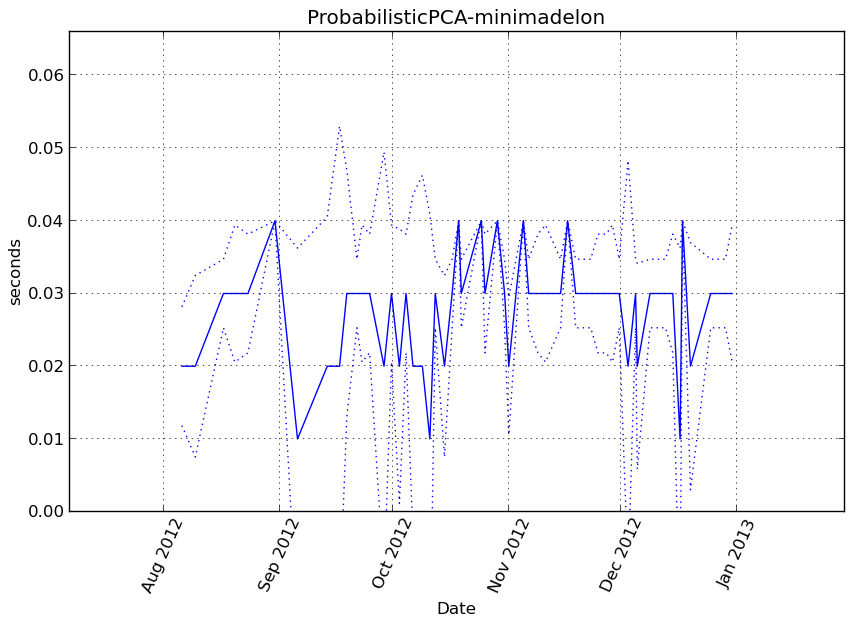 ProbabilisticPCA-minimadelon
0.06
0.05
0.04
0.03
0.02
0.01
0.00
seconds
Aug 2012
Sep 2012
Oct 2012
Nov 2012
Dec 2012
Jan 2013
Date